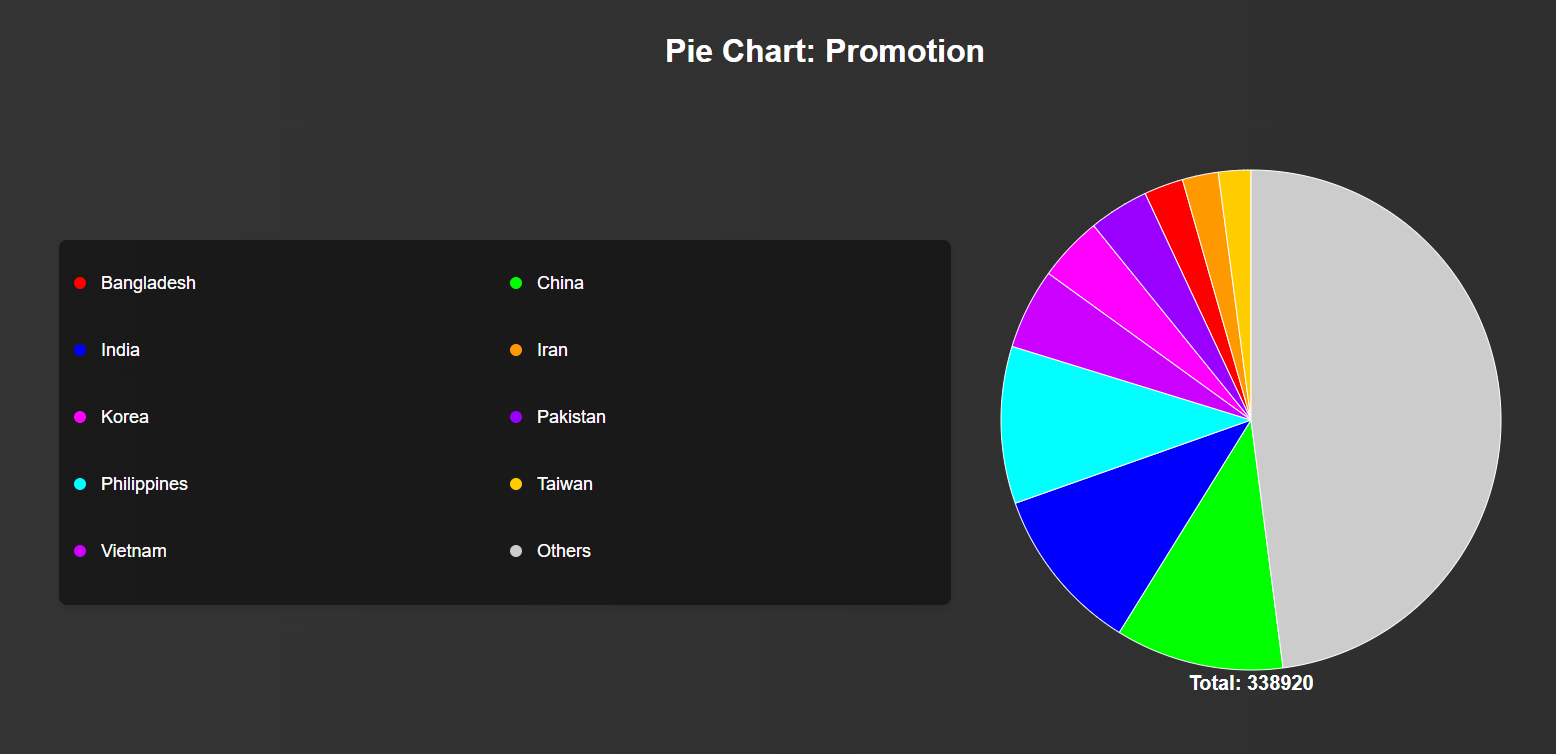 Pie Chart: Promotion
Bangladesh
China
India
Iran
Korea
Pakistan
Philippines
Taiwan
Vietnam
Others
Total: 338920